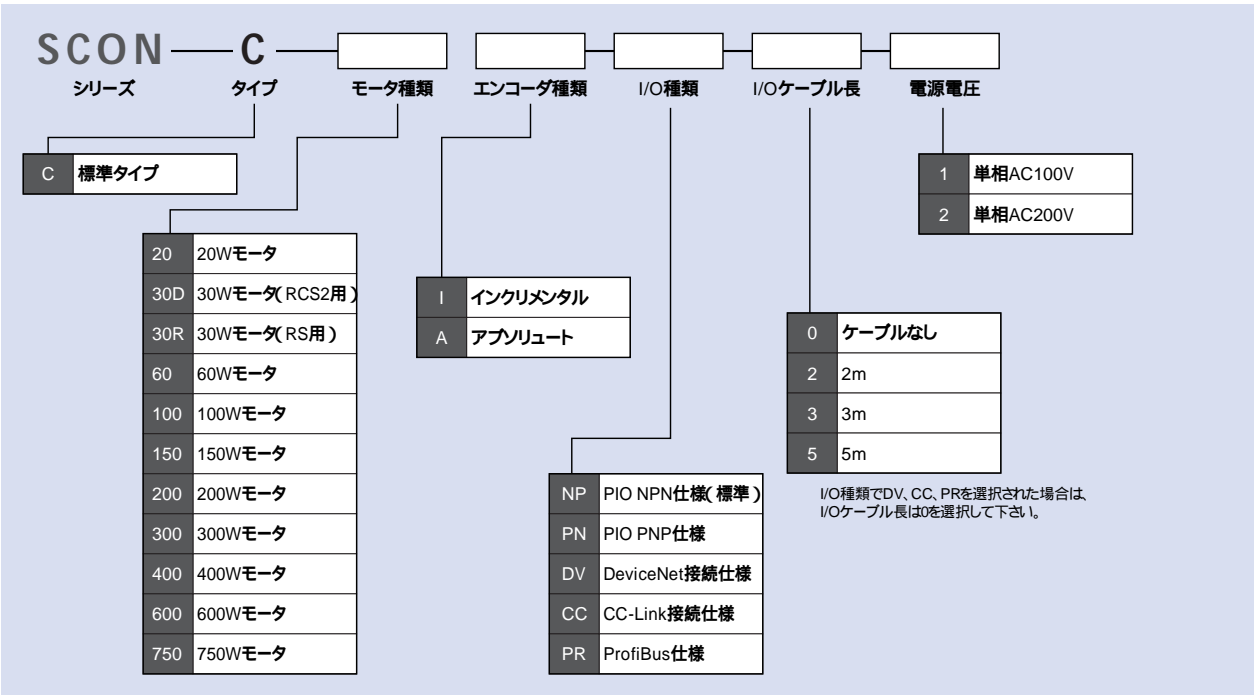 SCON — C —
シリーズ タイプ モータ種類 エンコーダ種類 I/O種類 I/Oケーブル長 電源電圧
C 標準タイプ
20 20Wモータ
30D 30Wモータ(RCS2用)
30R 30Wモータ(RS用)
60 60Wモータ
100 100Wモータ
150 150Wモータ
200 200Wモータ
300 300Wモータ
400 400Wモータ
600 600Wモータ
750 750Wモータ
I インクリメンタル
A アブソリュート
NP PIO NPN仕様(標準)
PN PIO PNP仕様
DV DeviceNet接続仕様
CC CC-Link接続仕様
PR ProfiBus仕様
0 ケーブルなし
2 2m
3 3m
5 5m
I/O種類でDV、CC、PRを選択された場合は、
I/Oケーブル長は0を選択して下さい。
1 単相AC100V
2 単相AC200V